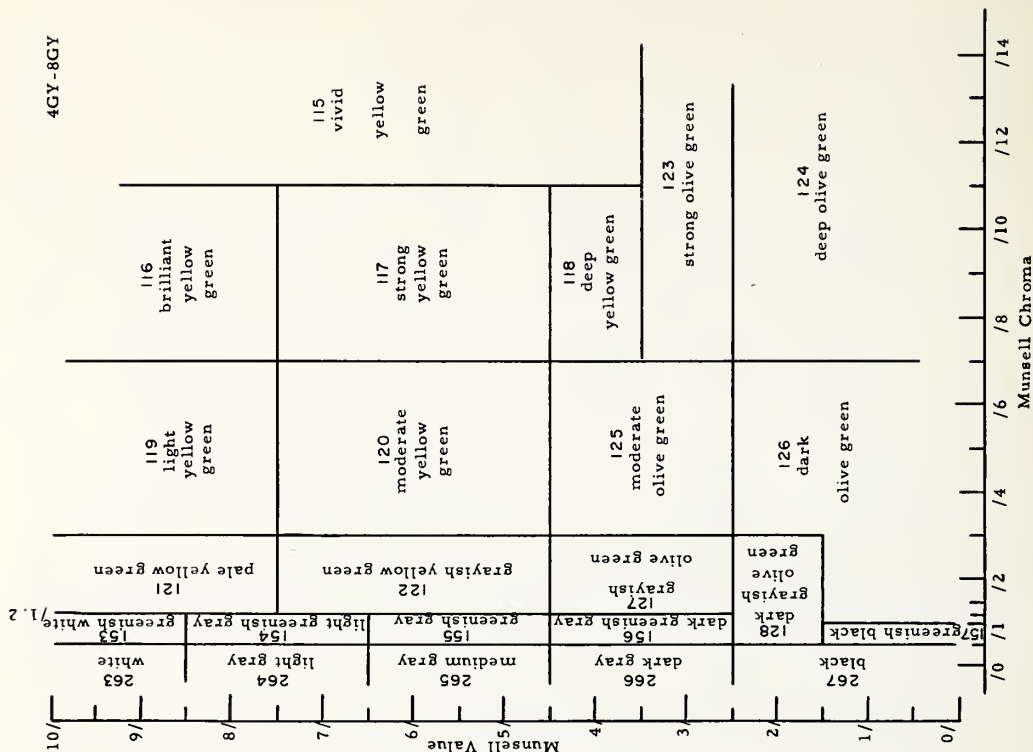 4GY-8GY
115
vivid
yellow
green
116
brilliant
yellow
green
117
strong
yellow
green
118
deep
yellow green
123
strong olive green
124
deep olive green
119
light
yellow
green
120
moderate
yellow
green
125
moderate
olive green
126
dark
olive green
121
pale yellow green
122
grayish yellow green
127
grayish
olive green
128
dark
grayish
olive
green
/1.2
153
greenish white
154
light greenish gray
155
greenish gray
156
dark greenish gray
157 greenish black
263
white
264
light gray
265
medium gray
266
dark gray
267
black
10/
9/
8/
7/
6/
5/
4/
3/
2/
1/
0/
Munsell Value
/0
/1
/2
/4
/6
/8
/10
/12
/14
Munsell Chroma